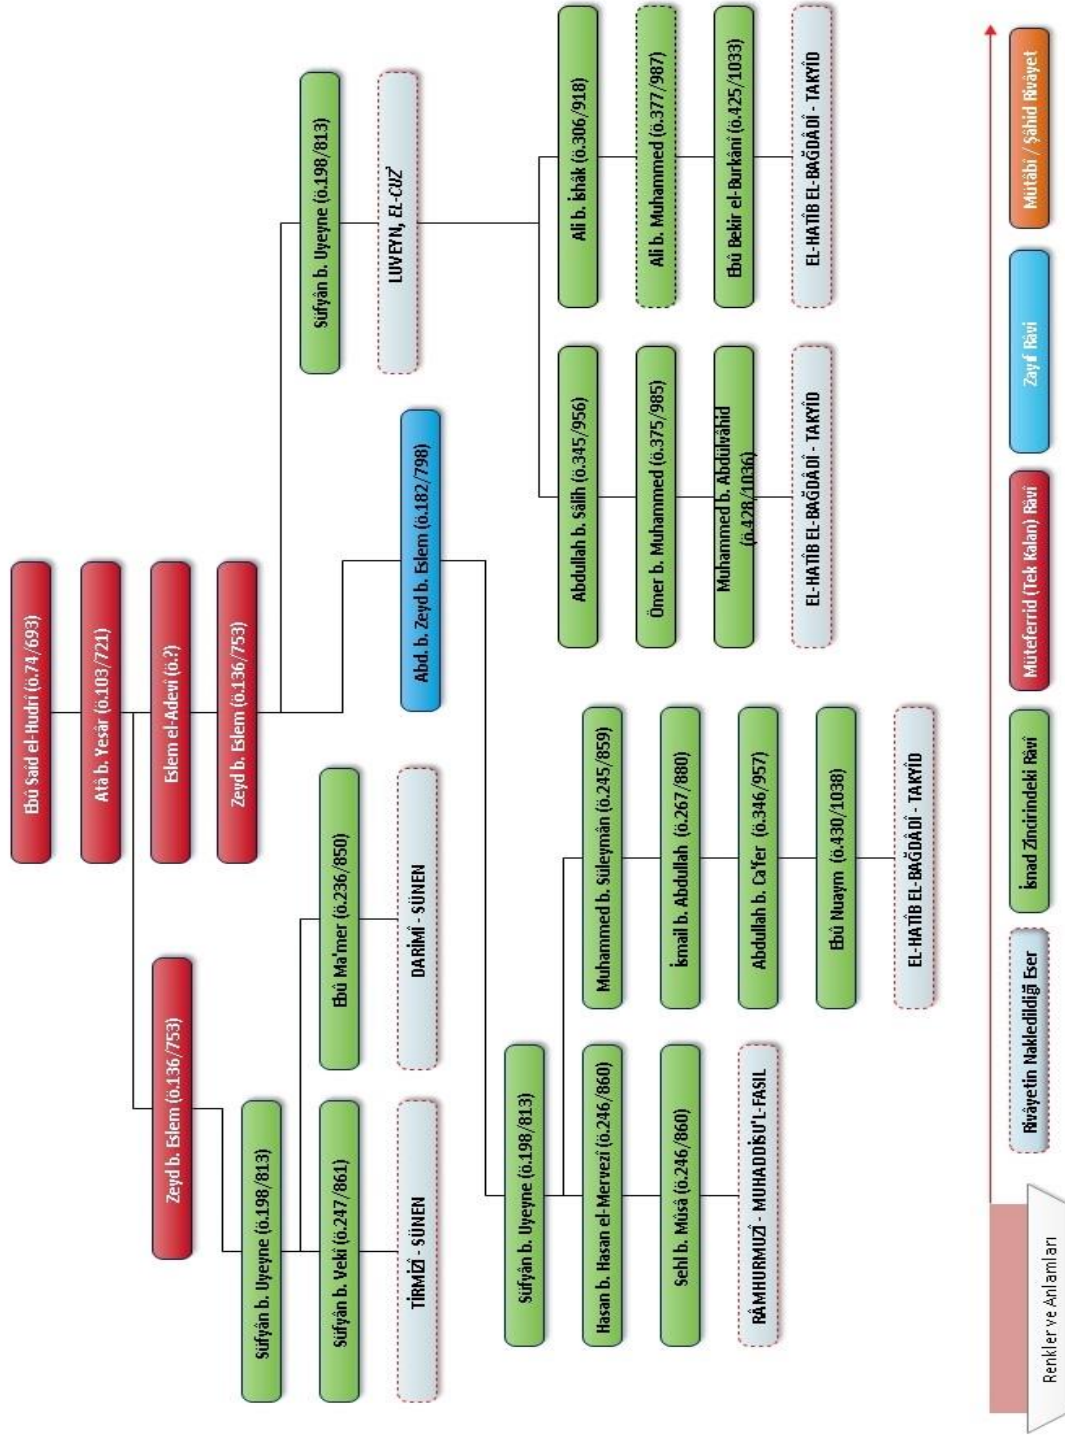 Ebû Saîd el-Hudrî (ö.74/693)
Atâ b. Yesâr (ö.103/721)
Eslem el-Adevî (ö.?)
Zeyd b. Eslem (ö.136/753)
Zeyd b. Eslem (ö.136/753)
Süfyân b. Uyeyne (ö.198/813)
Süfyân b. Vekî (ö.247/861)
TİRMİZÎ - SÜNEN
Ebû Ma'mer (ö.236/850)
DARİMÎ - SÜNEN
Abd. b. Zeyd b. Eslem (ö.182/798)
Süfyân b. Uyeyne (ö.198/813)
Hasan b. Hasan el-Mervezî (ö.246/860)
Sehl b. Mûsâ (ö.246/860)
RÂMHURMUZÎ - MUHADDİSU'L-FASIL
Muhammed b. Süleymân (ö.245/859)
İsmail b. Abdullah (ö.267/880)
Abdullah b. Ca'fer (ö.346/957)
Ebû Nuaym (ö.430/1038)
EL-HATÎB EL-BAĞDÂDÎ - TAKYÎD
Süfyân b. Uyeyne (ö.198/813)
LUVEYN, EL-CUZ'
Abdullah b. Sâlih (ö.345/956)
Ömer b. Muhammed (ö.375/985)
Muhammed b. Abdülvâhid
(ö.428/1036)
EL-HATÎB EL-BAĞDÂDÎ - TAKYÎD
Ali b. İshâk (ö.306/918)
Ali b. Muhammed (ö.377/987)
Ebû Bekir el-Burkânî (ö.425/1033)
EL-HATÎB EL-BAĞDÂDÎ - TAKYÎD
Renkler ve Anlamları
Rivâyetin Nakledildiği Eser
İsnad Zincirindeki Râvî
Müteferrid (Tek Kalan) Râvî
Zayıf Râvi
Mütâbî / Şâhid Rivâyet